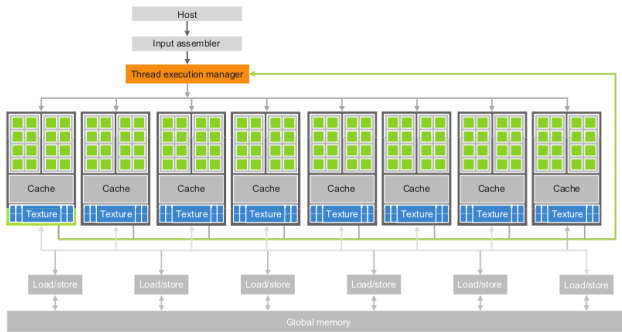 Host
Input assembler
Thread execution manager
Cache Cache Cache Cache Cache Cache Cache Cache
Texture Texture Texture Texture Texture Texture Texture Texture
Load/store Load/store Load/store Load/store Load/store Load/store
Global memory